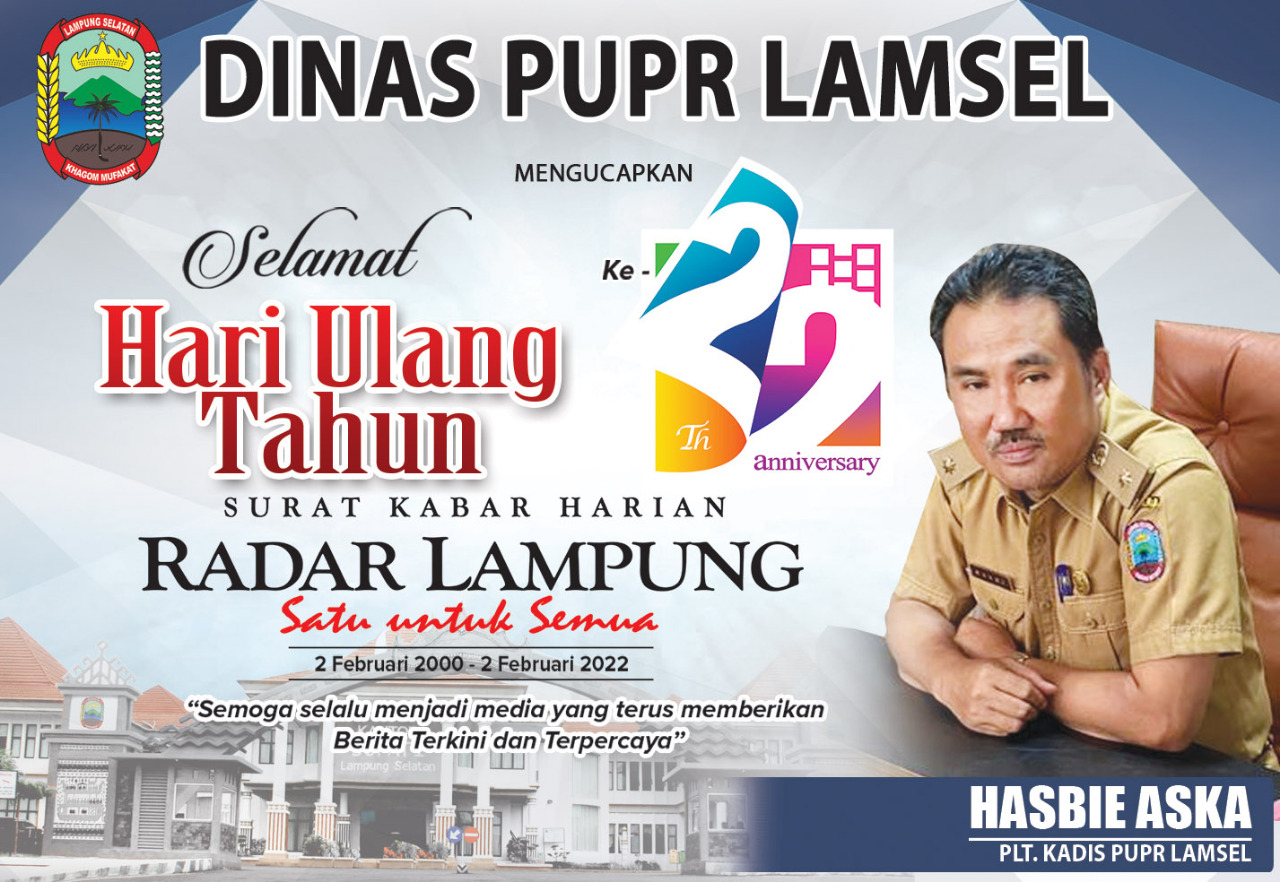 LAMPUNG SELATAN
KHAGOM MUFAKAT
DINAS PUPR LAMSEL
MENGUCAPKAN
Selamat
Hari Ulang
Tahun
Ke - 22
Th
anniversary
SURAT KABAR HARIAN
RADAR LAMPUNG
Satu untuk Semua
2 Februari 2000 - 2 Februari 2022
“Semoga selalu menjadi media yang terus memberikan
Berita Terkini dan Terpercaya”
Lampung Selatan
HASBIE ASKA
PLT. KADIS PUPR LAMSEL